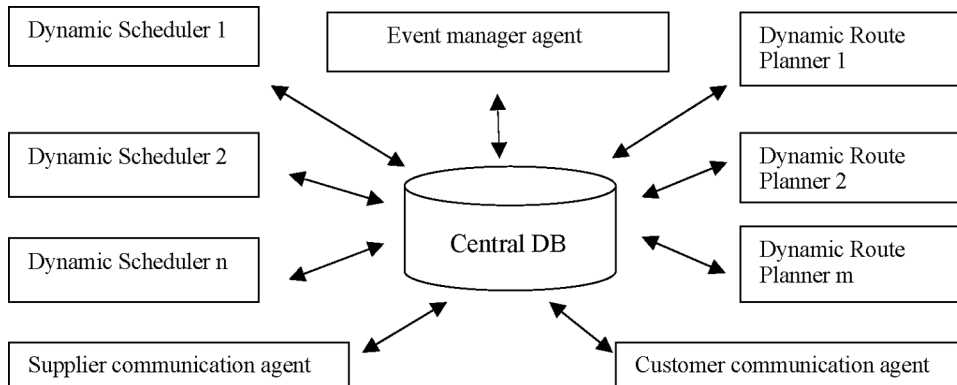 Dynamic Scheduler 1
Event manager agent
Dynamic Route
Planner 1
Dynamic Scheduler 2
Dynamic Route
Planner 2
Central DB
Dynamic Scheduler n
Dynamic Route
Planner m
Supplier communication agent
Customer communication agent